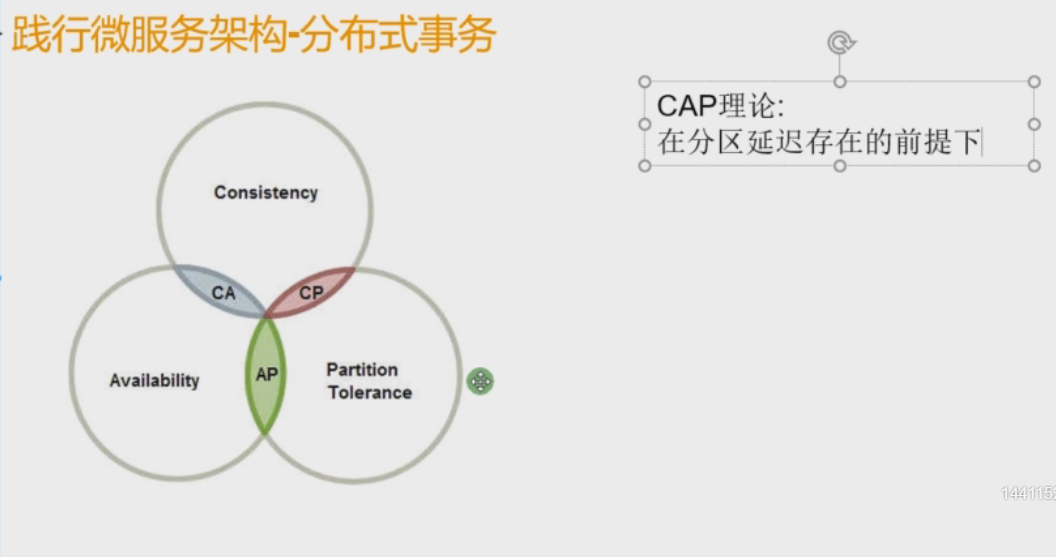 践行微服务架构-分布式事务
CAP理论:
在分区延迟存在的前提下
Consistency
CA
CP
Availability
AP
Partition
Tolerance